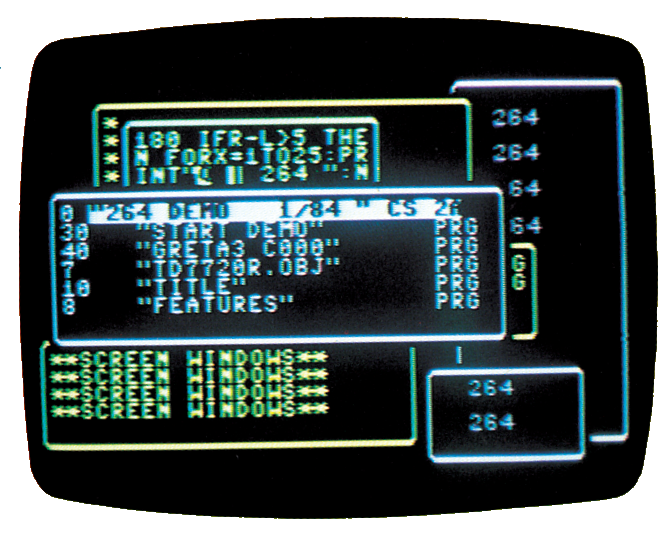 264
264
64
64
*
*
*
*
180 IFR-L>5 THE
N FORX=1TO25:PR
INT" 264 ":N
0 "264 DEMO 1/84 " CS 2A
30 "START DEMO" PRG
40 "GRETA3 C000" PRG
7 "TD7720R.OBJ" PRG
10 "TITLE" PRG
8 "FEATURES" PRG
G
G
**SCREEN WINDOWS**
**SCREEN WINDOWS**
**SCREEN WINDOWS**
**SCREEN WINDOWS**
264
264